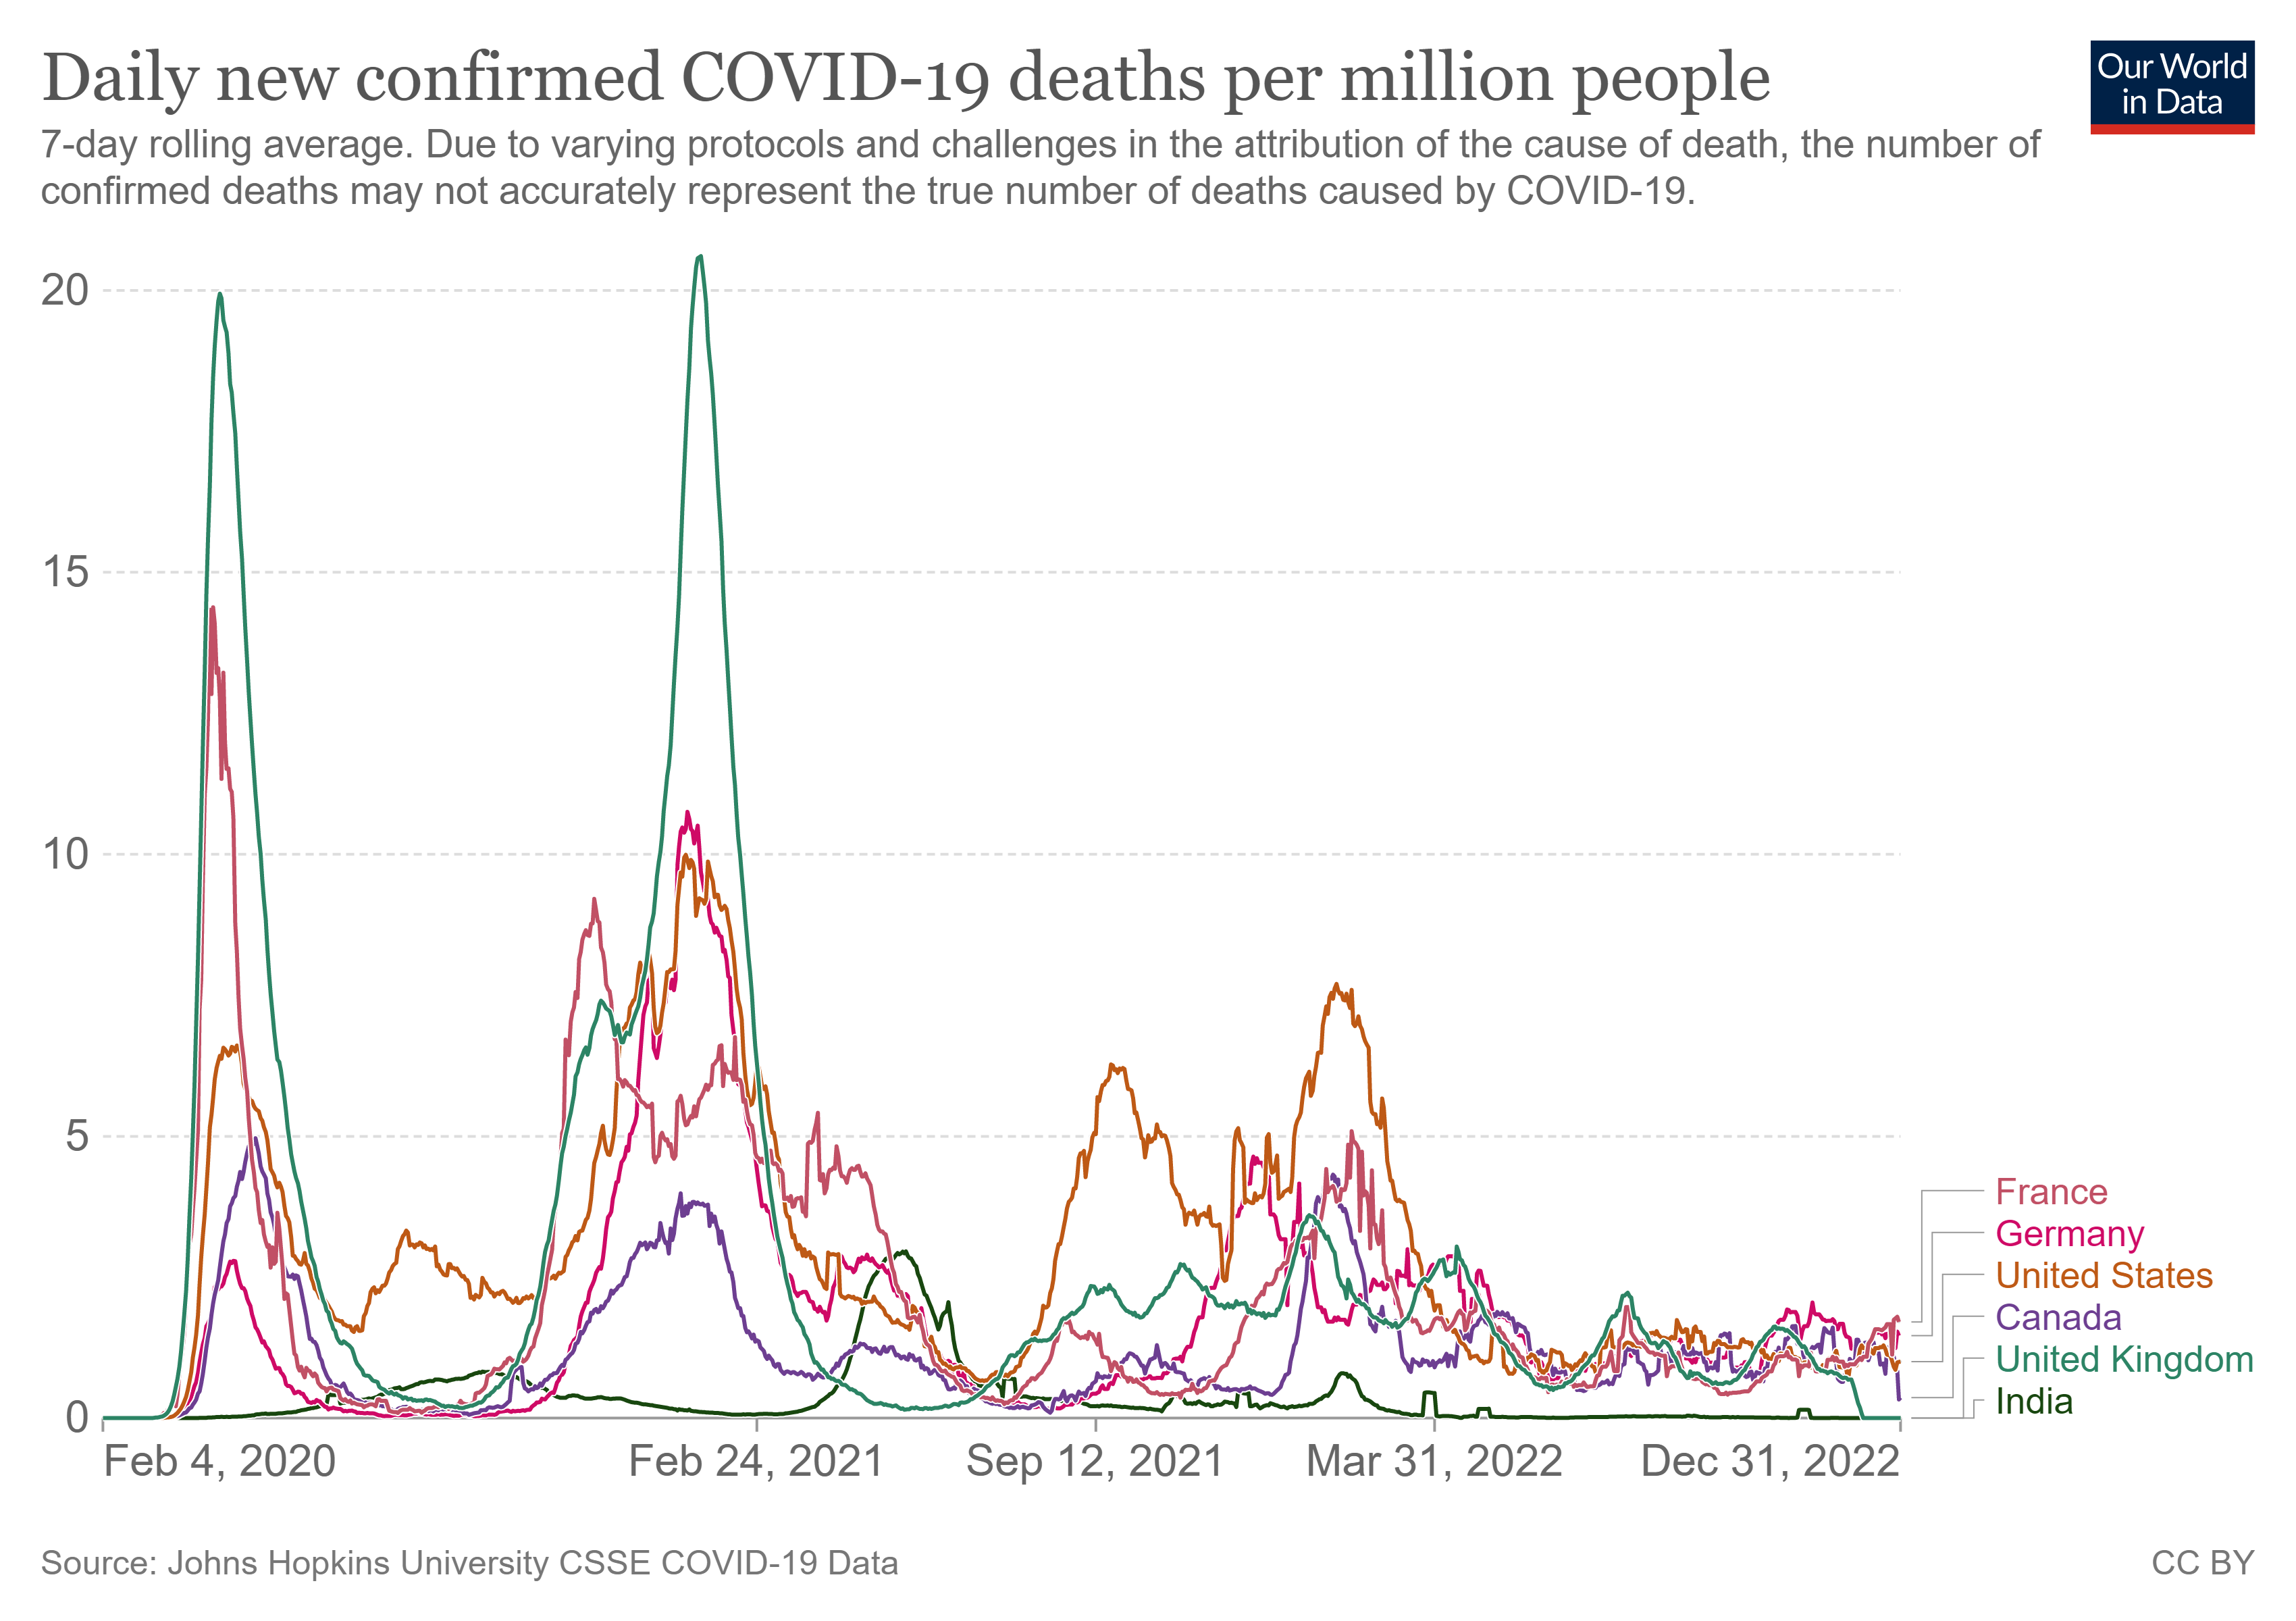 Daily new confirmed COVID-19 deaths per million people
Our World
in Data
7-day rolling average. Due to varying protocols and challenges in the attribution of the cause of death, the number of
confirmed deaths may not accurately represent the true number of deaths caused by COVID-19.
20
15
10
5
0
France
Germany
United States
Canada
United Kingdom
India
Feb 4, 2020
Feb 24, 2021
Sep 12, 2021
Mar 31, 2022
Dec 31, 2022
Source: Johns Hopkins University CSSE COVID-19 Data
CC BY